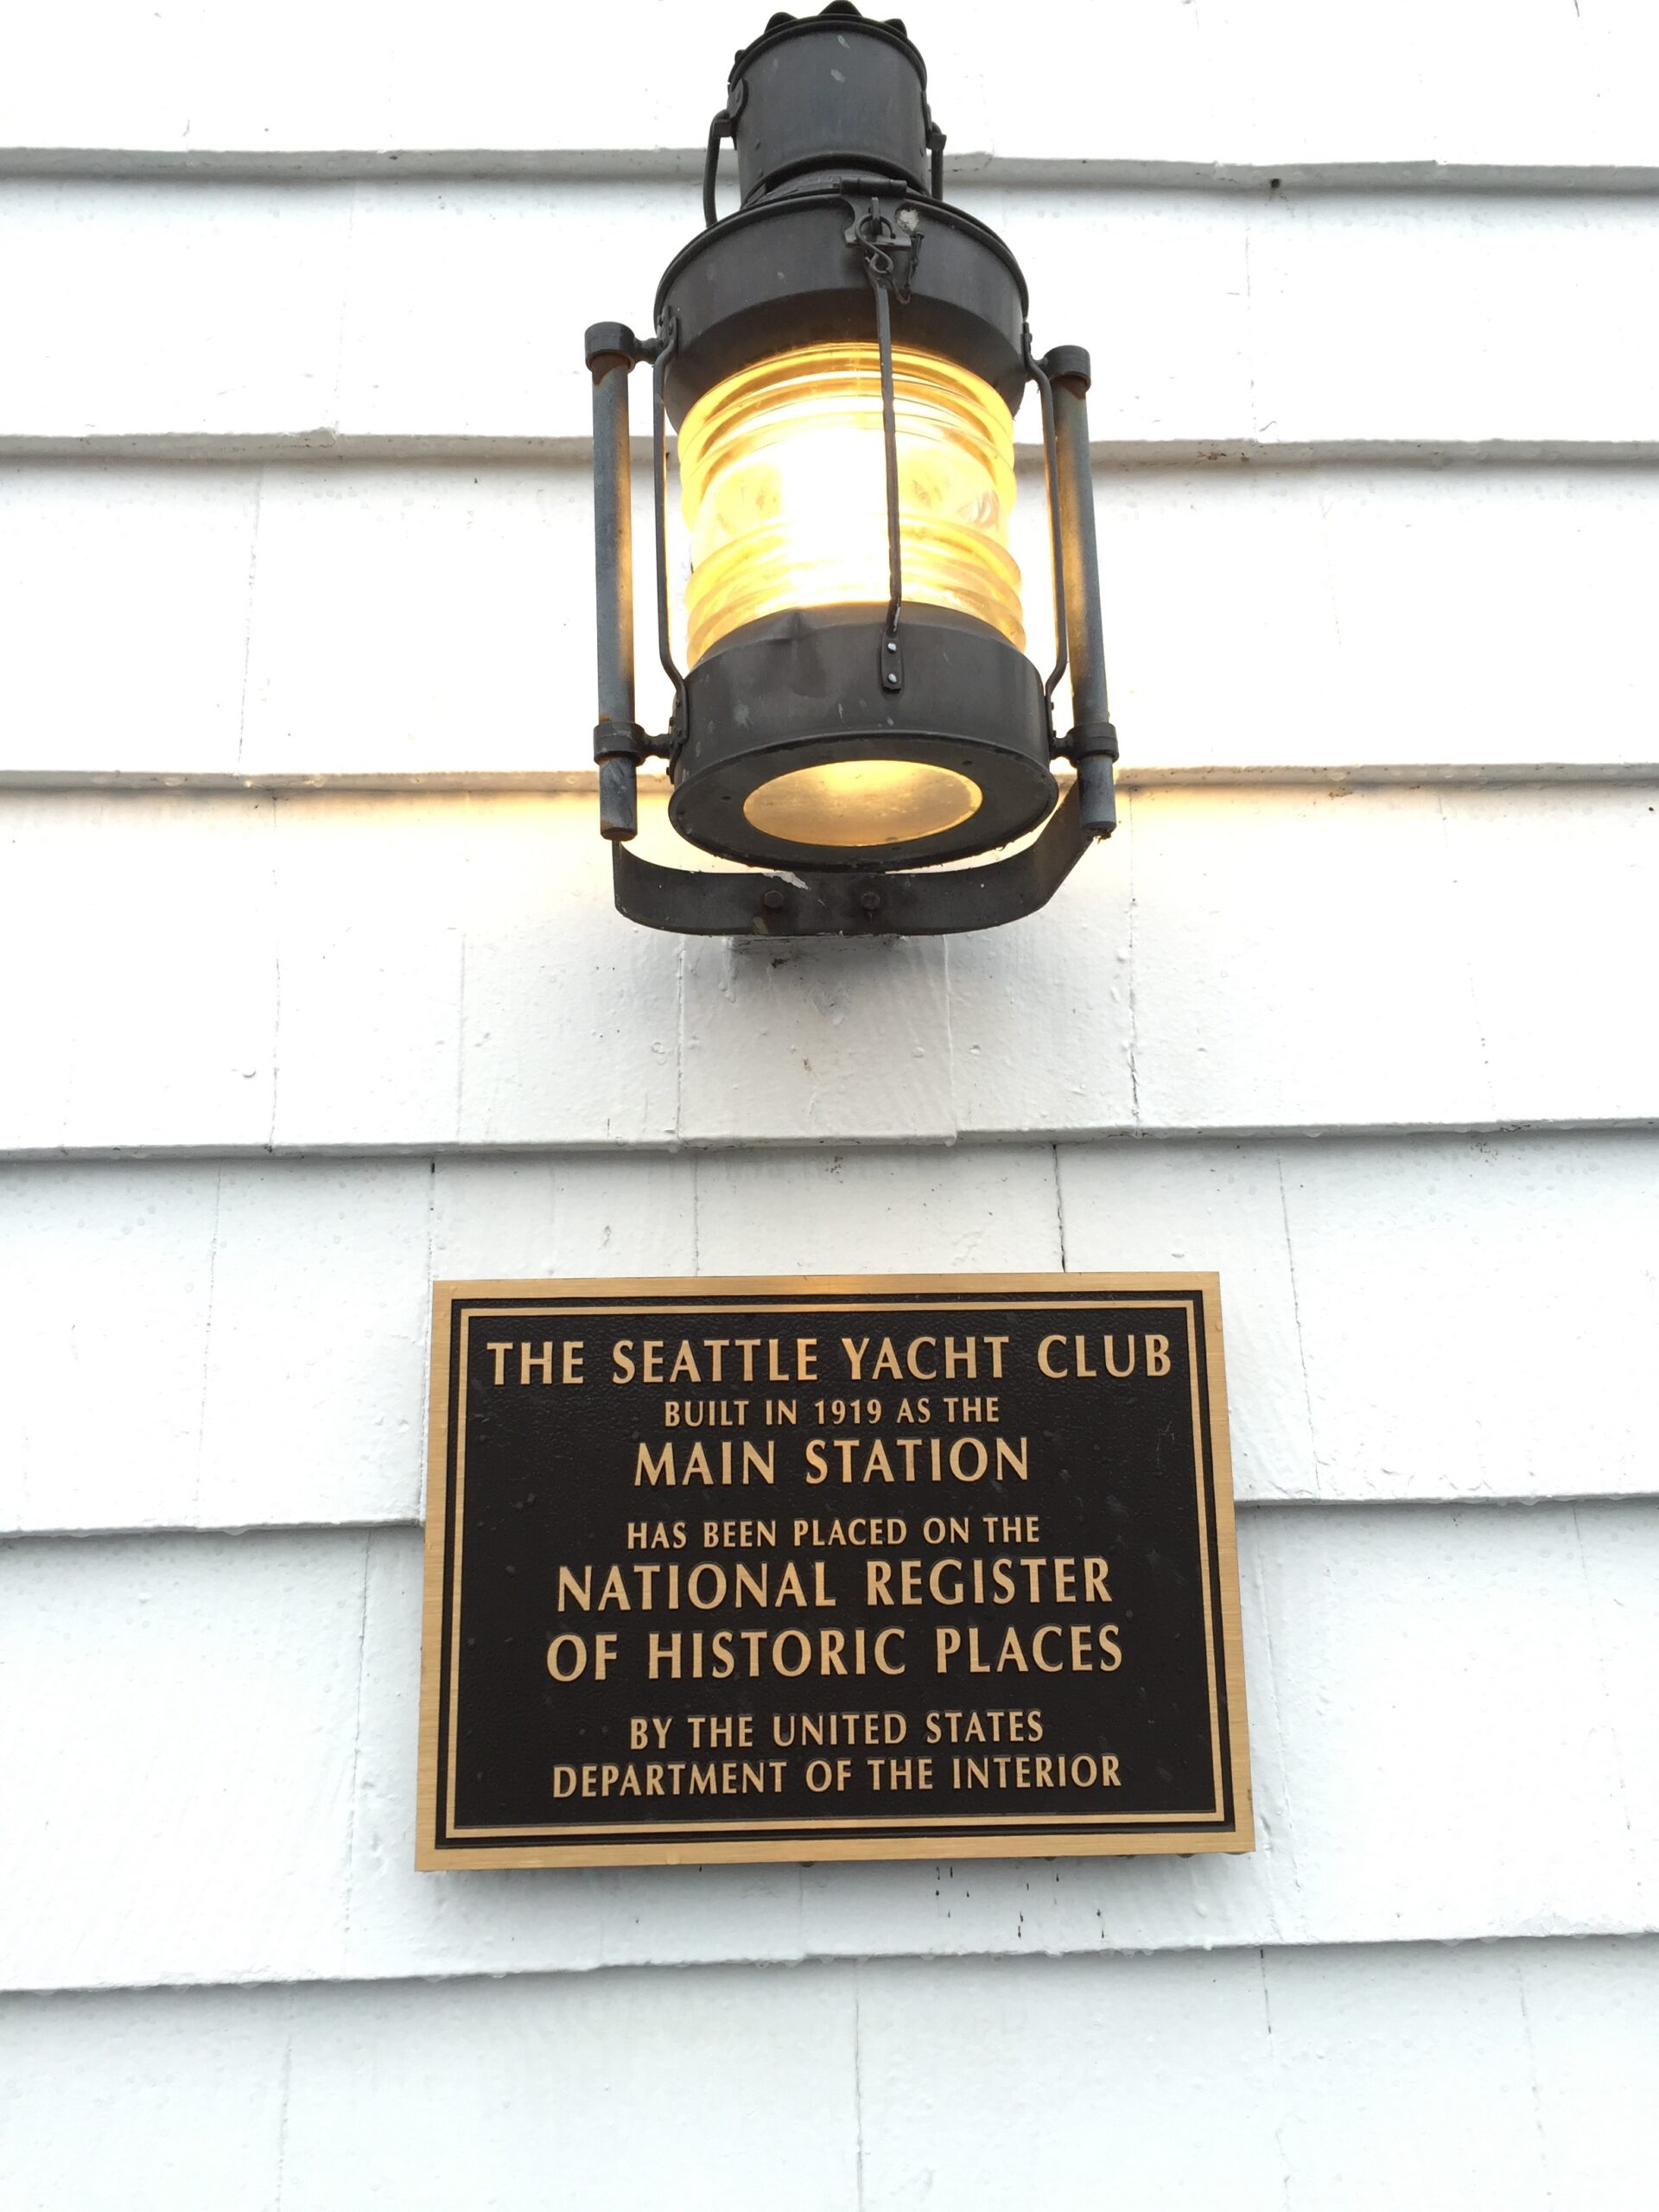 THE SEATTLE YACHT CLUB
BUILT IN 1919 AS THE
MAIN STATION
HAS BEEN PLACED ON THE
NATIONAL REGISTER
OF HISTORIC PLACES
BY THE UNITED STATES
DEPARTMENT OF THE INTERIOR